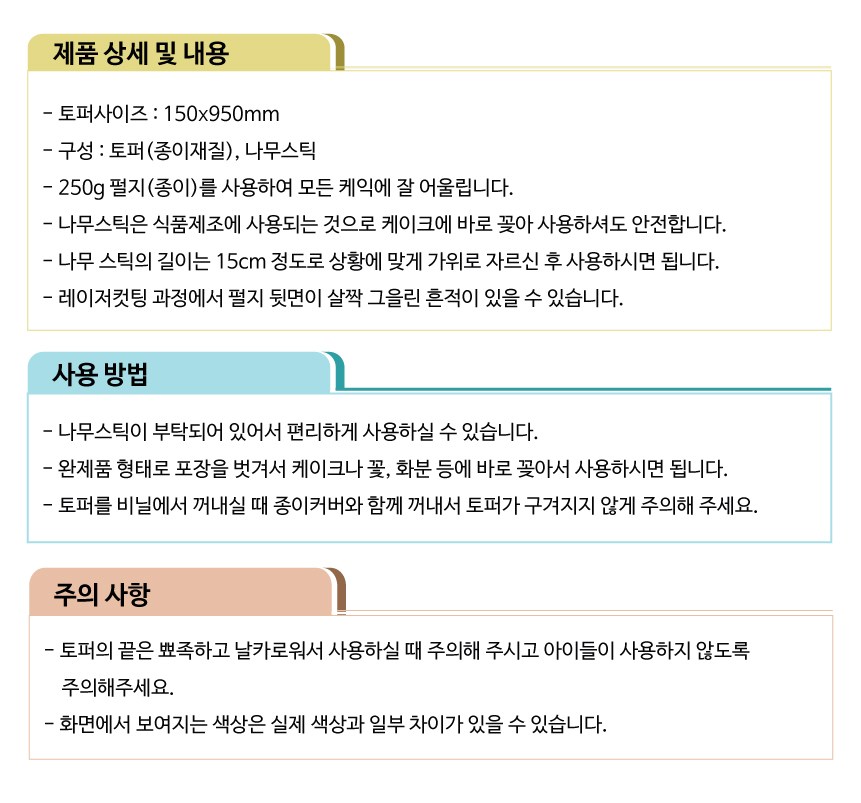 제품 상세 및 내용
- 토퍼사이즈 : 150x950mm
- 구성 : 토퍼(종이재질), 나무스틱
- 250g 펄지(종이)를 사용하여 모든 케익에 잘 어울립니다.
- 나무스틱은 식품제조에 사용되는 것으로 케이크에 바로 꽂아 사용하셔도 안전합니다.
- 나무 스틱의 길이는 15cm 정도로 상황에 맞게 가위로 자르신 후 사용하시면 됩니다.
- 레이저컷팅 과정에서 펄지 뒷면이 살짝 그을린 흔적이 있을 수 있습니다.
사용 방법
- 나무스틱이 부탁되어 있어서 편리하게 사용하실 수 있습니다.
- 완제품 형태로 포장을 벗겨서 케이크나 꽃, 화분 등에 바로 꽂아서 사용하시면 됩니다.
- 토퍼를 비닐에서 꺼내실 때 종이커버와 함께 꺼내서 토퍼가 구겨지지 않게 주의해 주세요.
주의 사항
- 토퍼의 끝은 뾰족하고 날카로워서 사용하실 때 주의해 주시고 아이들이 사용하지 않도록
주의해주세요.
- 화면에서 보여지는 색상은 실제 색상과 일부 차이가 있을 수 있습니다.